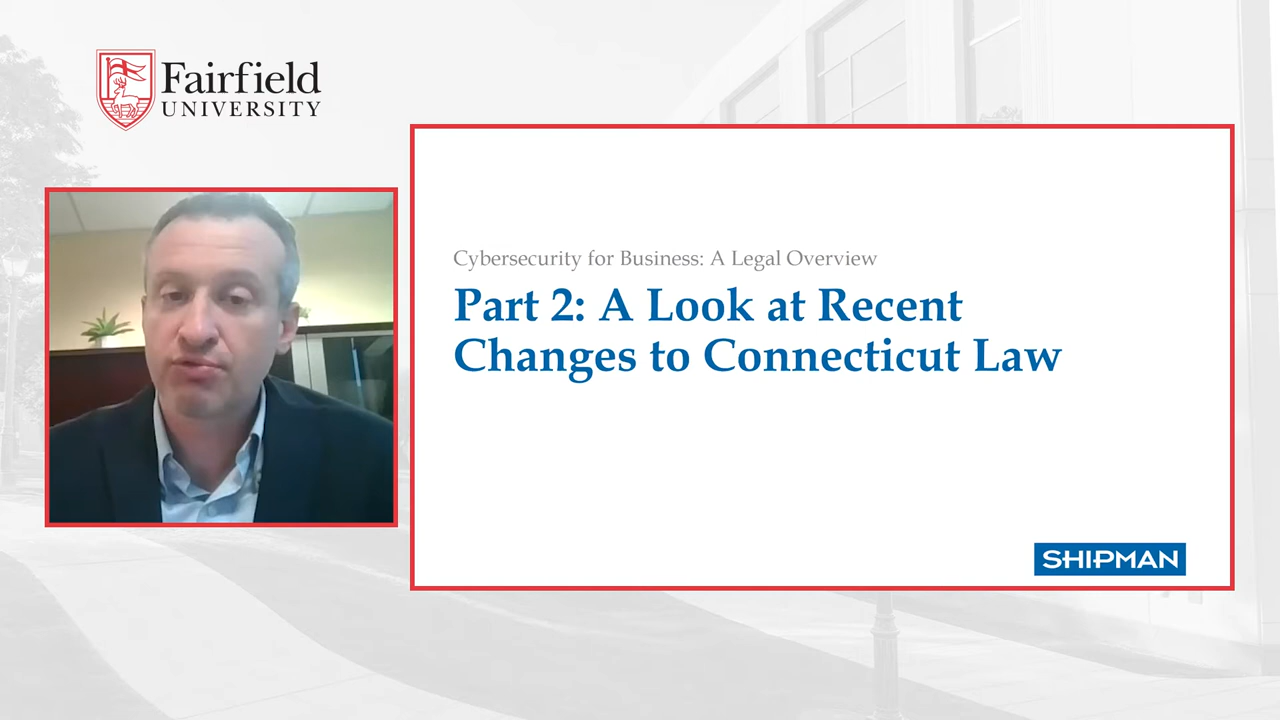 Fairfield
UNIVERSITY
Cybersecurity for Business: A Legal Overview
Part 2: A Look at Recent
Changes to Connecticut Law
SHIPMAN